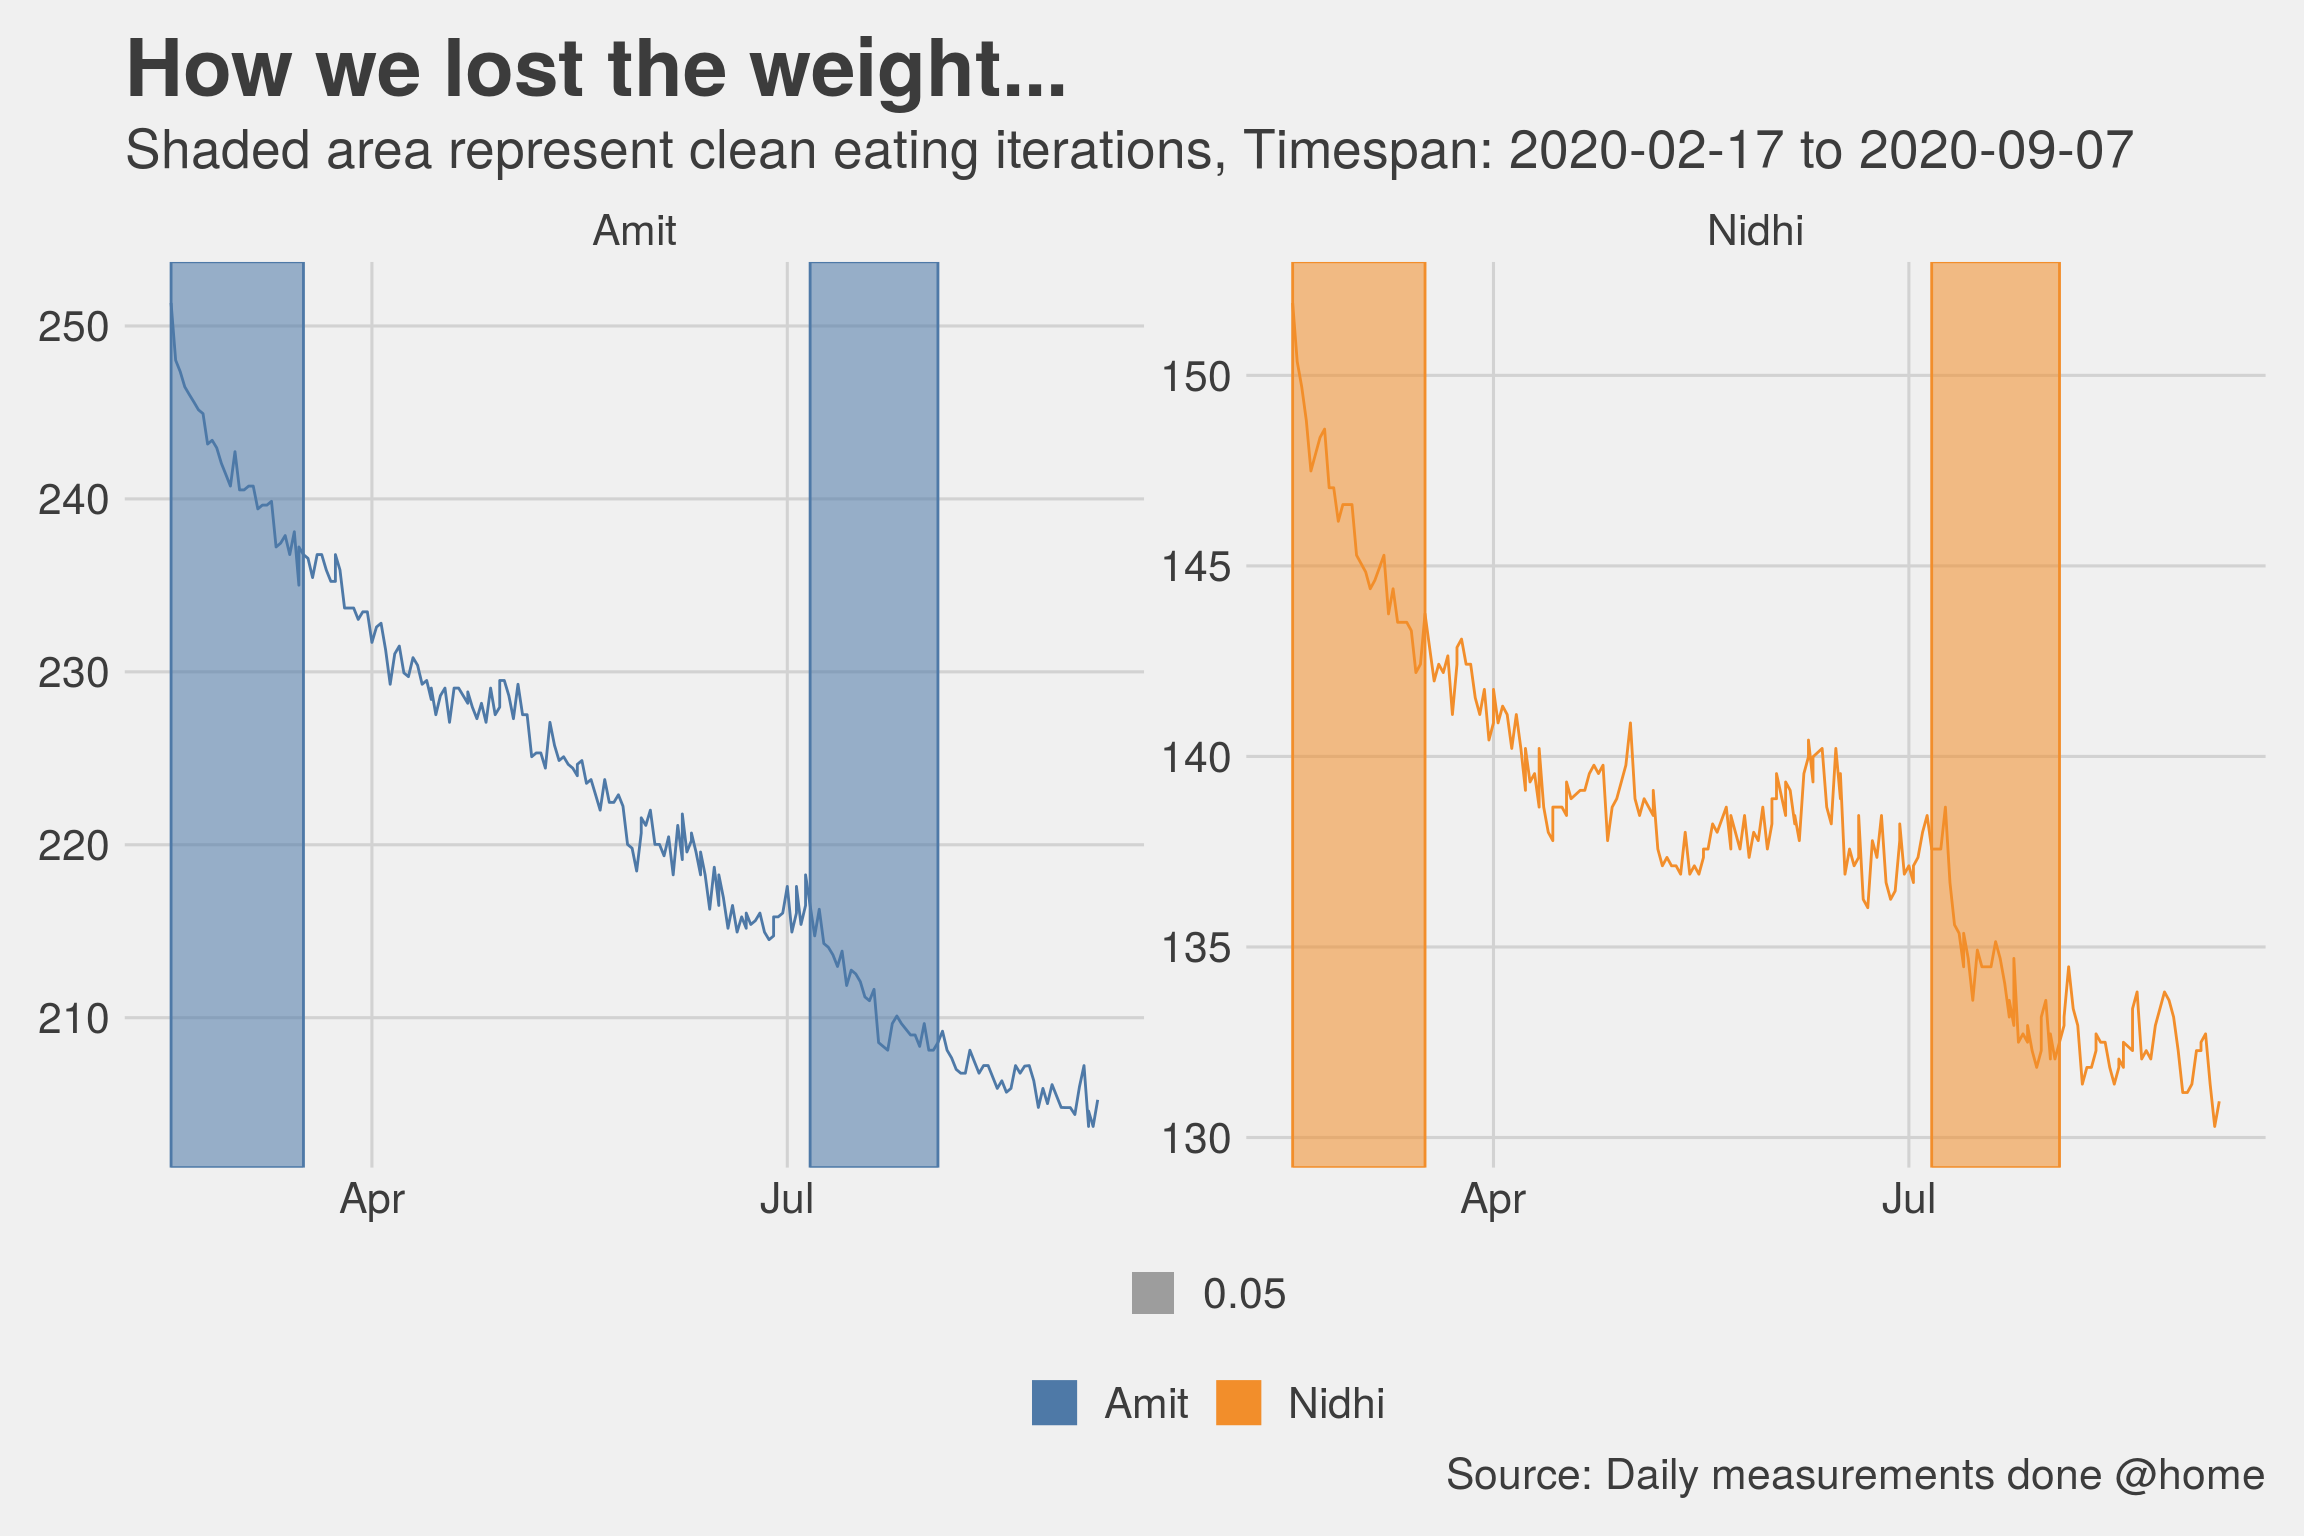 How we lost the weight...
Shaded area represent clean eating iterations, Timespan: 2020-02-17 to 2020-09-07
Amit
250
240
230
220
210
Apr
Jul
Nidhi
150
145
140
135
130
Apr
Jul
0.05
Amit
Nidhi
Source: Daily measurements done @home